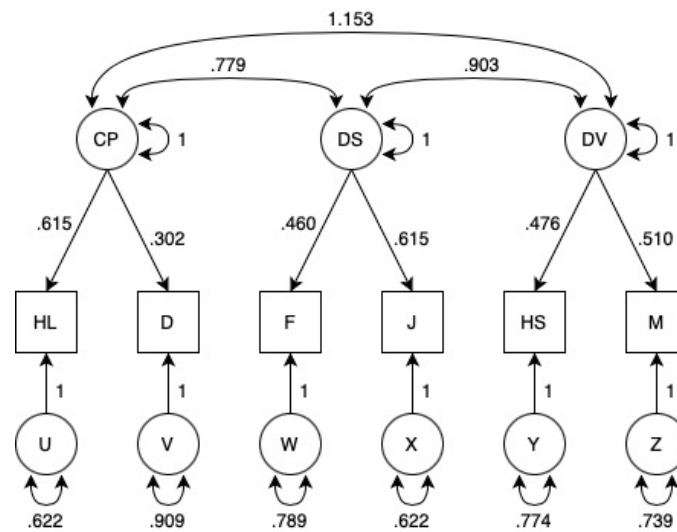 1.153
.779 .903
CP 1 DS 1 DV 1
.615 .302 .460 .615 .476 .510
HL D F J HS M
1 1 1 1 1 1
U V W X Y Z
.622 .909 .789 .622 .774 .739